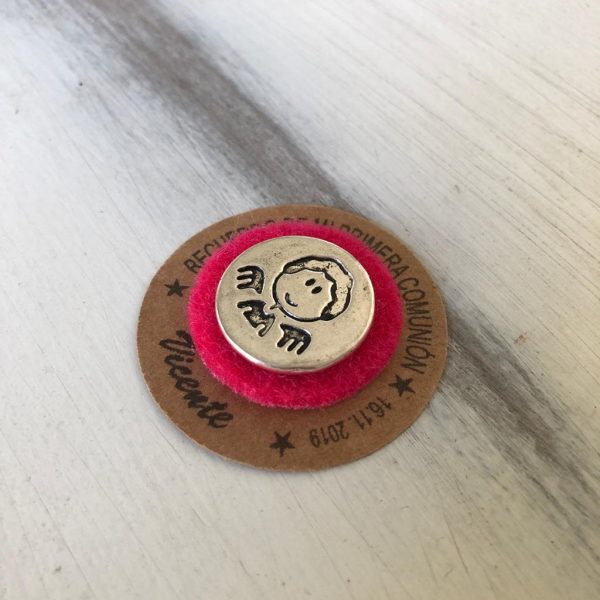 RECUERDO DE MI PRIMERA COMUNIÓN
Vicente
16.11.2019